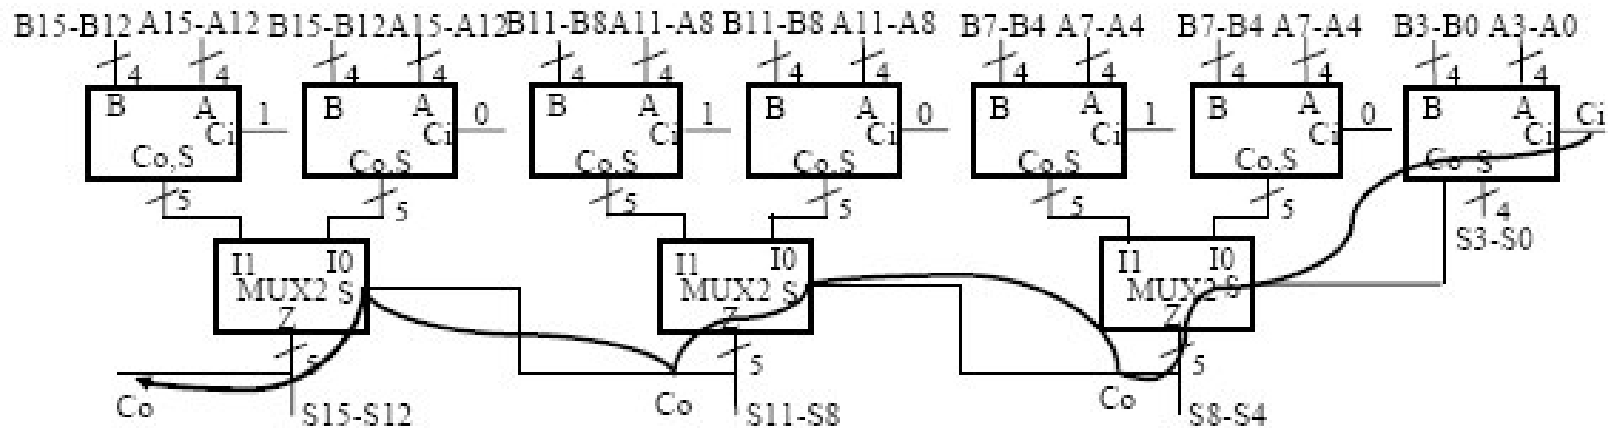 B15-B12 A15-A12 B15-B12 A15-A12 B11-B8 A11-A8 B11-B8 A11-A8 B7-B4 A7-A4 B7-B4 A7-A4 B3-B0 A3-A0
4 4 4 4 4 4 4 4 4 4 4 4 4 4
B A B A B A B A B A B A B A
Ci 1 Ci 0 Ci 1 Ci 0 Ci 1 Ci 0 Ci Ci
Co,S Co,S Co,S Co,S Co,S Co,S Co S
5 5 5 5 5 5 4
S3-S0
I1 I0 I1 I0 I1 I0
MUX2 S MUX2 S MUX2 S
Z Z Z
5 5 5
Co S15-S12 Co S11-S8 Co S8-S4